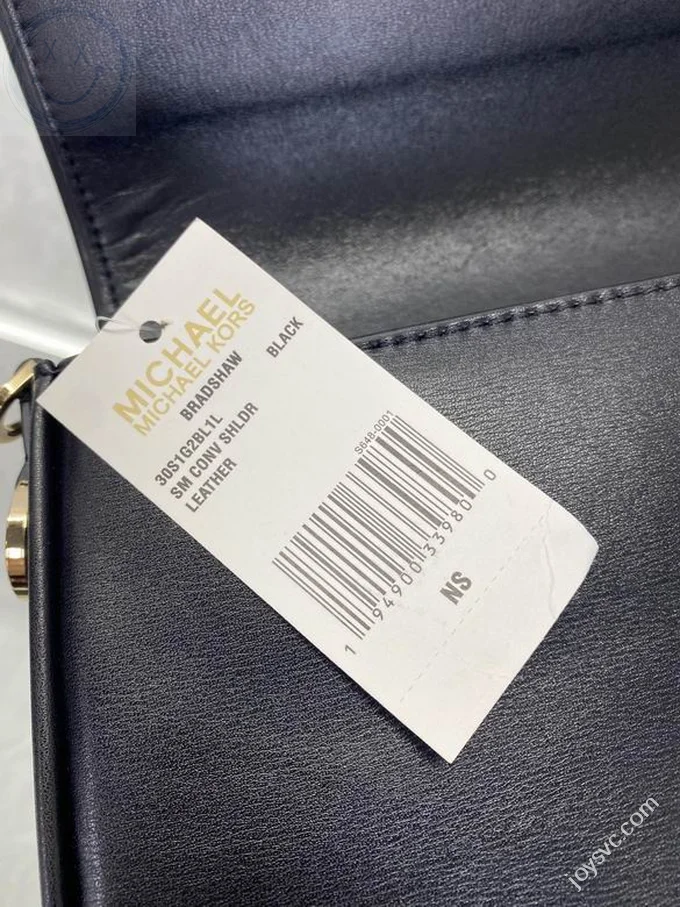 MICHAEL
MICHAEL KORS
BRADSHAW
BLACK
30S1G2BL1L
SM CONV SHLDR
LEATHER
S648-0001
1 94900 33980 0
NS
joysvc.com